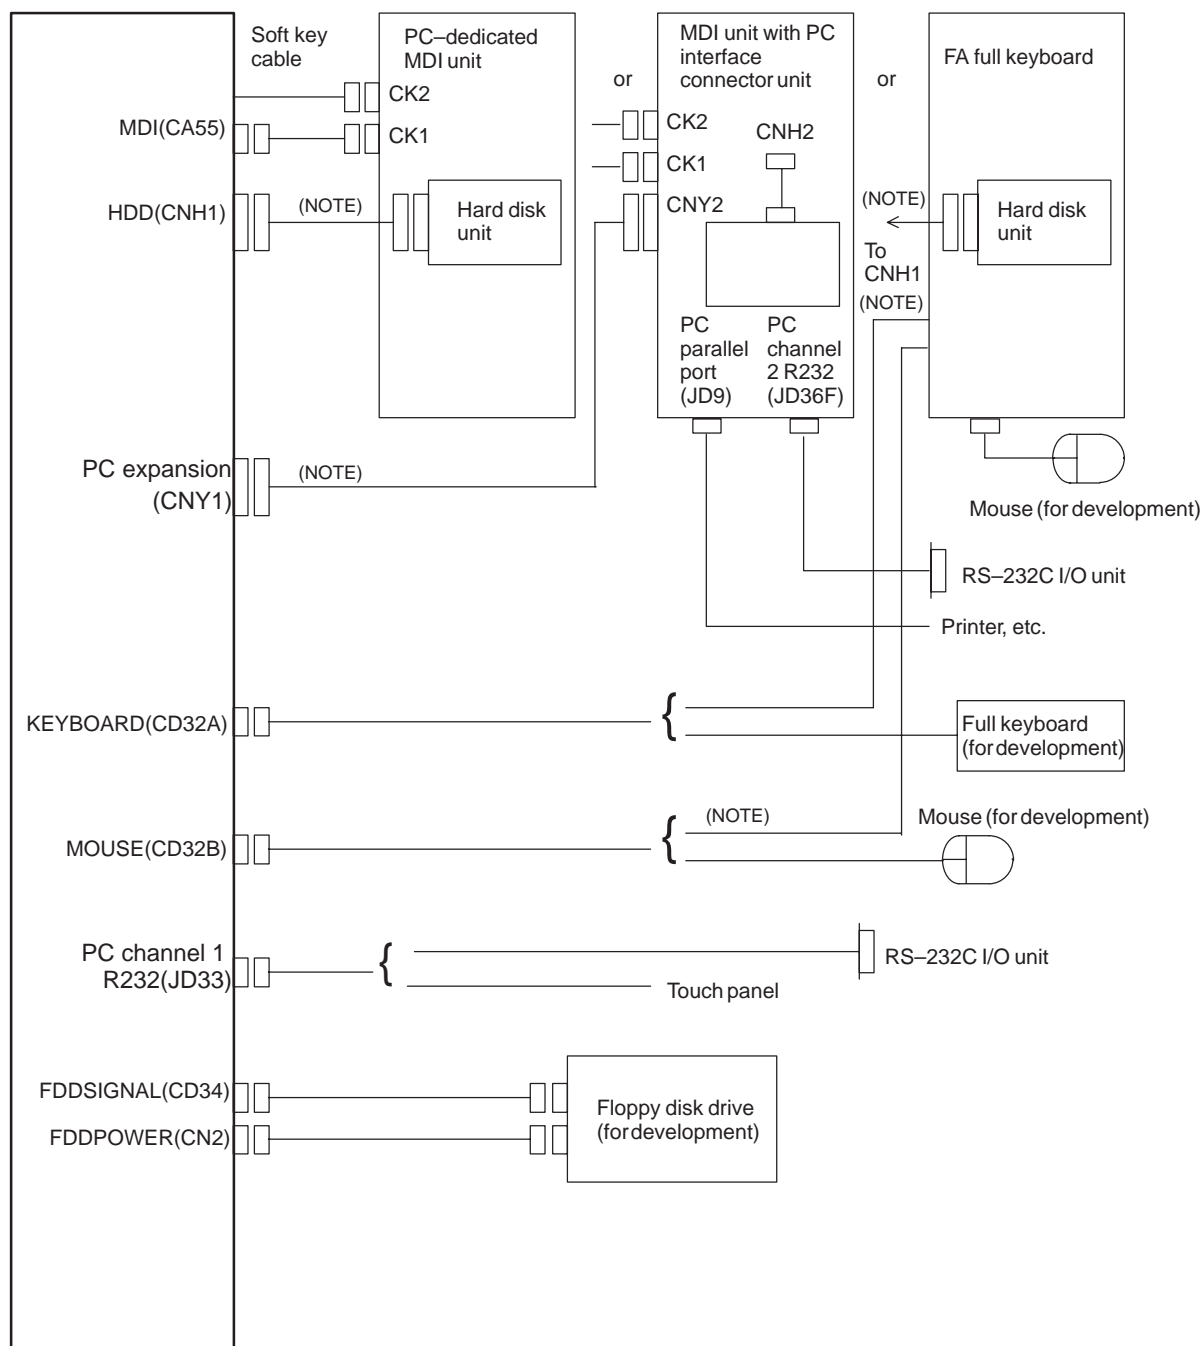 Soft key
cable
PC–dedicated
MDI unit
or
MDI unit with PC
interface
connector unit
or
FA full keyboard
CK2
MDI(CA55)
CK1
CK2
CNH2
CK1
HDD(CNH1)
(NOTE)
Hard disk
unit
CNY2
(NOTE)
Hard disk
unit
To
CNH1
(NOTE)
PC
parallel
port
(JD9)
PC
channel
2 R232
(JD36F)
PC expansion
(CNY1)
(NOTE)
Mouse (for development)
RS–232C I/O unit
Printer, etc.
KEYBOARD(CD32A)
{
Full keyboard
(for development)
MOUSE(CD32B)
{
(NOTE)
Mouse (for development)
PC channel 1
R232(JD33)
{
RS–232C I/O unit
Touch panel
FDDSIGNAL(CD34)
FDDPOWER(CN2)
Floppy disk drive
(for development)